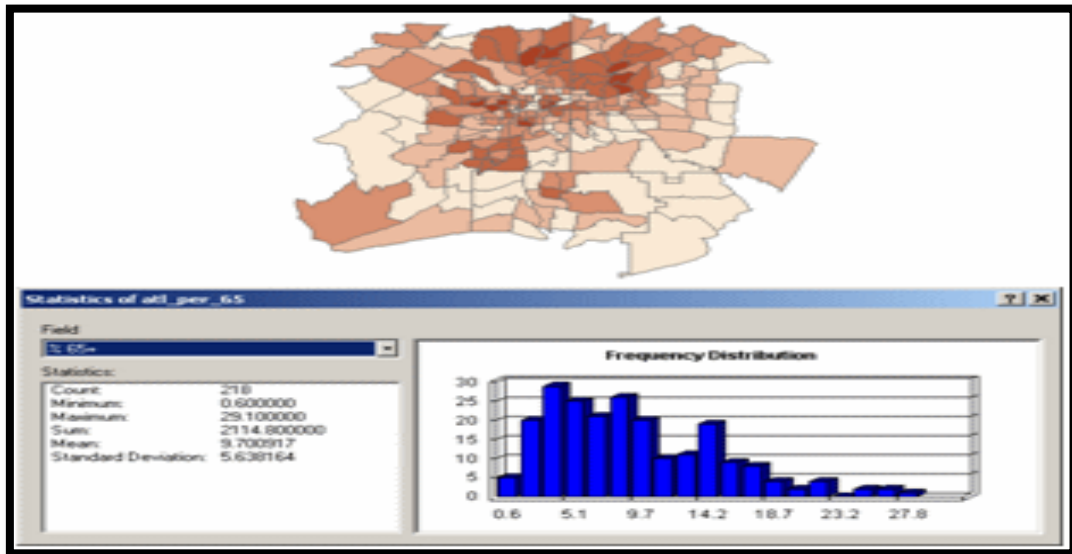 Statistics of atl_per_65
Field
% 65+
Statistics:
Count: 218
Minimum: 0.600000
Maximum: 29.100000
Sum: 2114.800000
Mean: 9.700917
Standard Deviation: 5.638164
Frequency Distribution
30
25
20
15
10
5
0
0.6 5.1 9.7 14.2 18.7 23.2 27.8